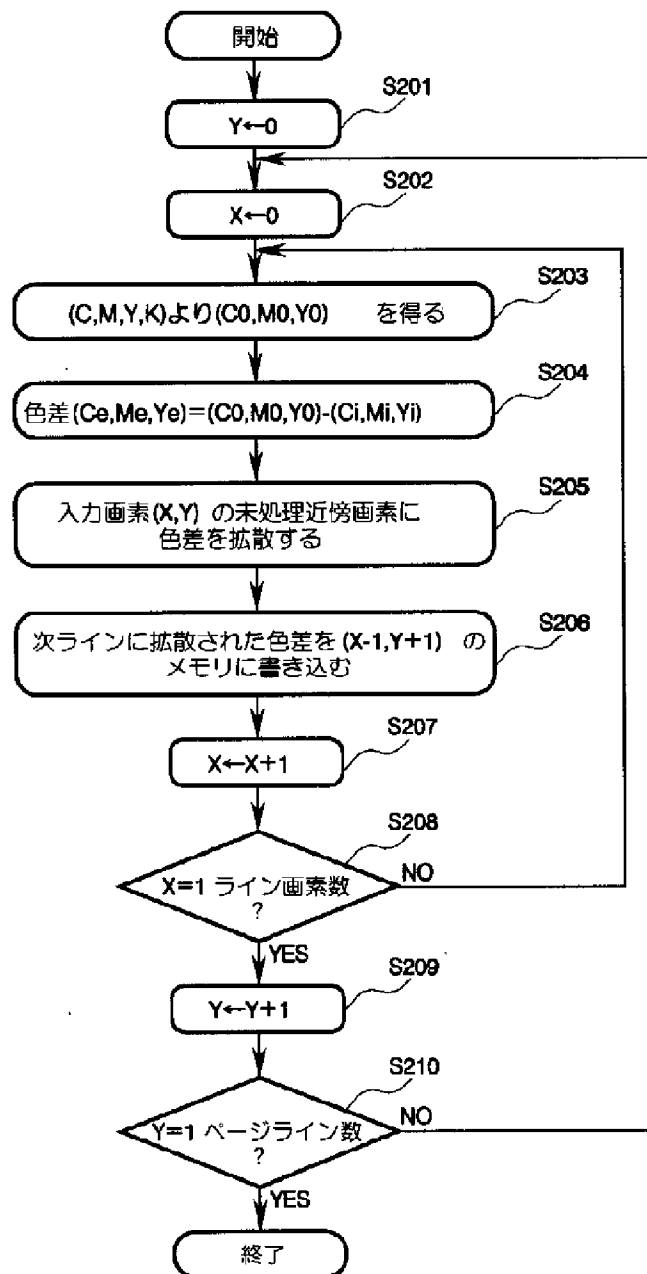 開始
S201
Y←0
S202
X←0
S203
(C,M,Y,K)より(C0,M0,Y0) を得る
S204
色差(Ce,Me,Ye)=(C0,M0,Y0)-(Ci,Mi,Yi)
S205
入力画素(X,Y) の未処理近傍画素に
色差を拡散する
S206
次ラインに拡散された色差を(X-1,Y+1) の
メモリに書き込む
S207
X←X+1
S208
X=1 ライン画素数
?
NO
YES
S209
Y←Y+1
S210
Y=1 ページライン数
?
NO
YES
終了